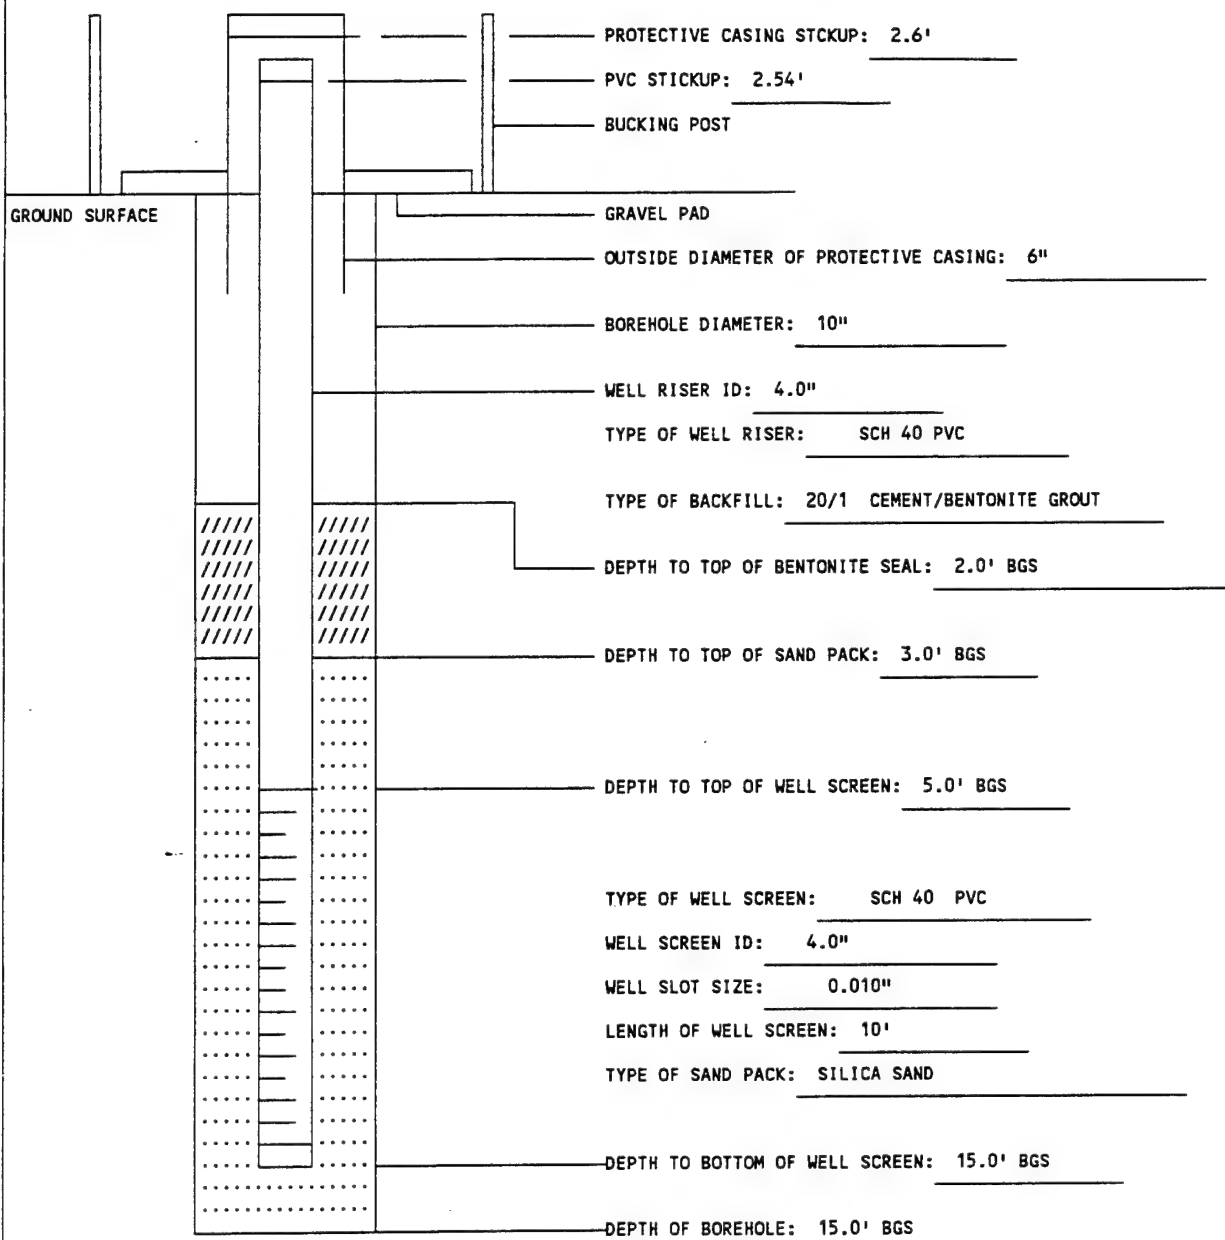 PROTECTIVE CASING STCKUP: 2.6'
PVC STICKUP: 2.54'
BUCKING POST
GROUND SURFACE
GRAVEL PAD
OUTSIDE DIAMETER OF PROTECTIVE CASING: 6"
BOREHOLE DIAMETER: 10"
WELL RISER ID: 4.0"
TYPE OF WELL RISER: SCH 40 PVC
TYPE OF BACKFILL: 20/1 CEMENT/BENTONITE GROUT
DEPTH TO TOP OF BENTONITE SEAL: 2.0' BGS
DEPTH TO TOP OF SAND PACK: 3.0' BGS
DEPTH TO TOP OF WELL SCREEN: 5.0' BGS
TYPE OF WELL SCREEN: SCH 40 PVC
WELL SCREEN ID: 4.0"
WELL SLOT SIZE: 0.010"
LENGTH OF WELL SCREEN: 10'
TYPE OF SAND PACK: SILICA SAND
DEPTH TO BOTTOM OF WELL SCREEN: 15.0' BGS
DEPTH OF BOREHOLE: 15.0' BGS